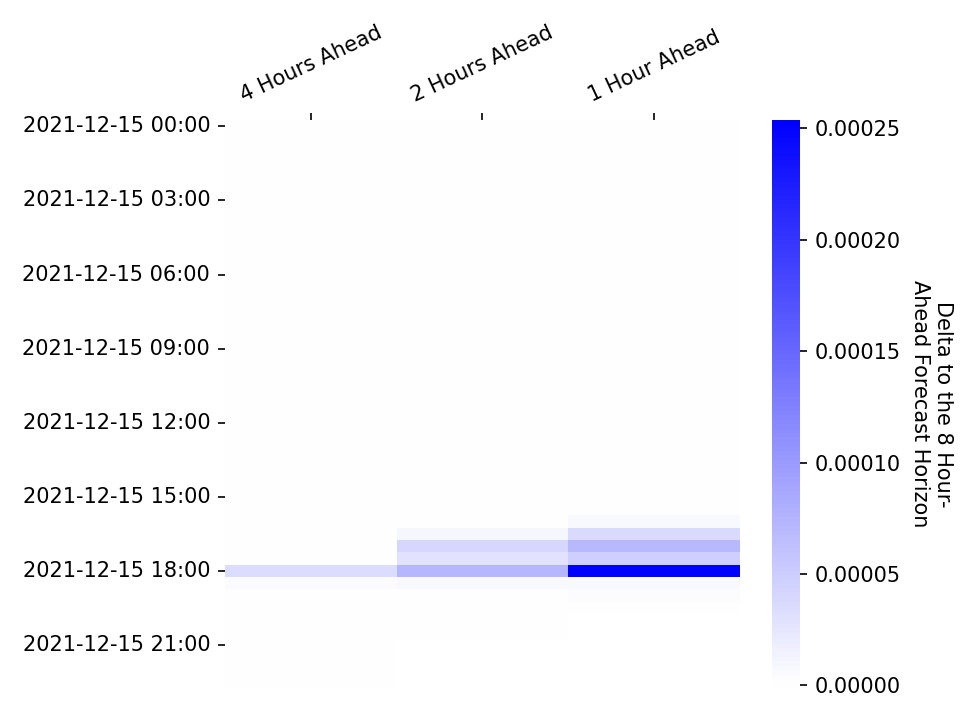 4 Hours Ahead
2 Hours Ahead
1 Hour Ahead
2021-12-15 00:00
2021-12-15 03:00
2021-12-15 06:00
2021-12-15 09:00
2021-12-15 12:00
2021-12-15 15:00
2021-12-15 18:00
2021-12-15 21:00
0.00025
0.00020
0.00015
0.00010
0.00005
0.00000
Delta to the 8 Hour-
Ahead Forecast Horizon